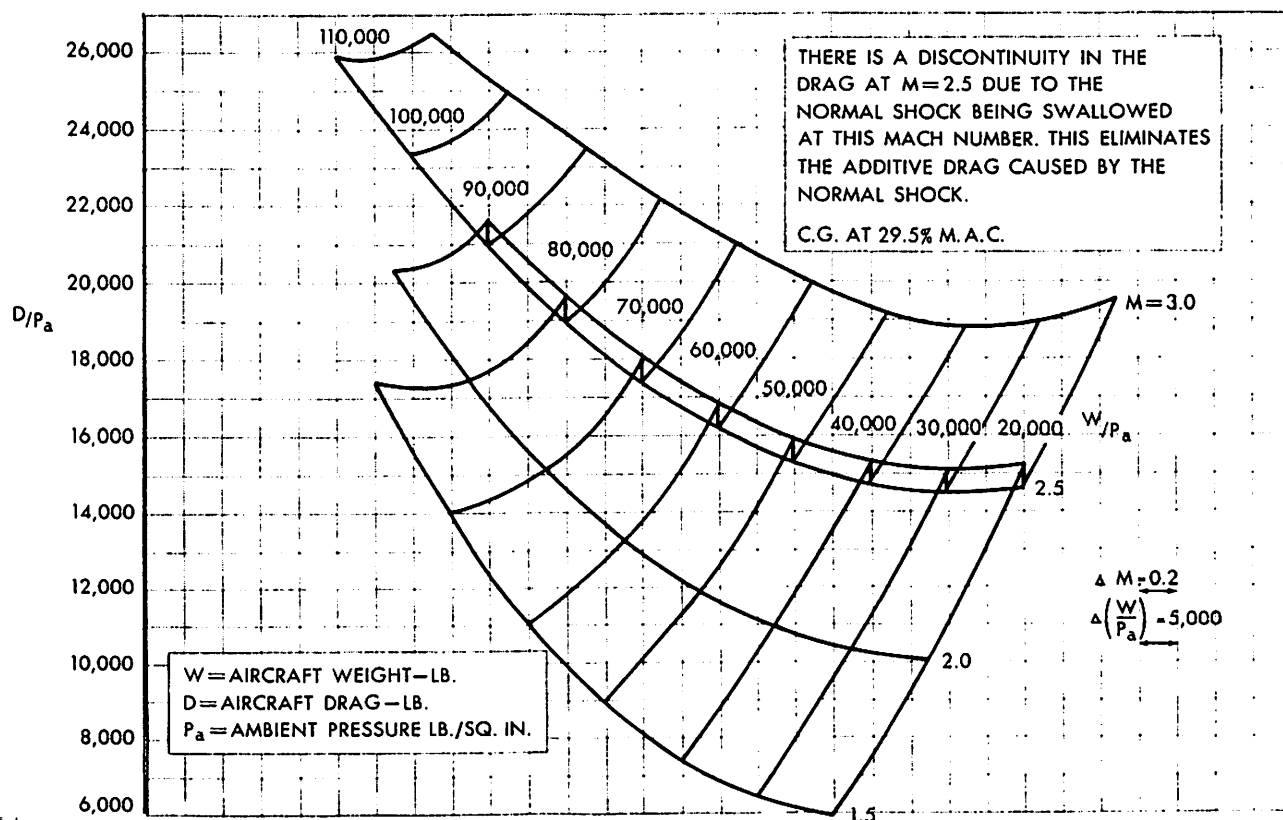 26,000
24,000
22,000
20,000
D/Pa
18,000
16,000
14,000
12,000
10,000
8,000
6,000
110,000
100,000
90,000
80,000
70,000
60,000
50,000
40,000
30,000
20,000
W/Pa
THERE IS A DISCONTINUITY IN THE
DRAG AT M=2.5 DUE TO THE
NORMAL SHOCK BEING SWALLOWED
AT THIS MACH NUMBER. THIS ELIMINATES
THE ADDITIVE DRAG CAUSED BY THE
NORMAL SHOCK.
C.G. AT 29.5% M.A.C.
M=3.0
2.5
2.0
1.5
Δ M=0.2
Δ(W/Pa) = 5,000
W=AIRCRAFT WEIGHT–LB.
D=AIRCRAFT DRAG–LB.
Pa=AMBIENT PRESSURE LB./SQ. IN.